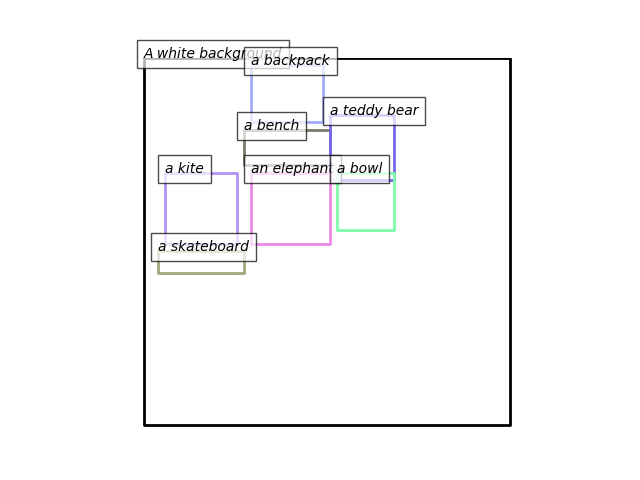 A white background
a backpack
a teddy bear
a bench
a kite
an elephant
a bowl
a skateboard